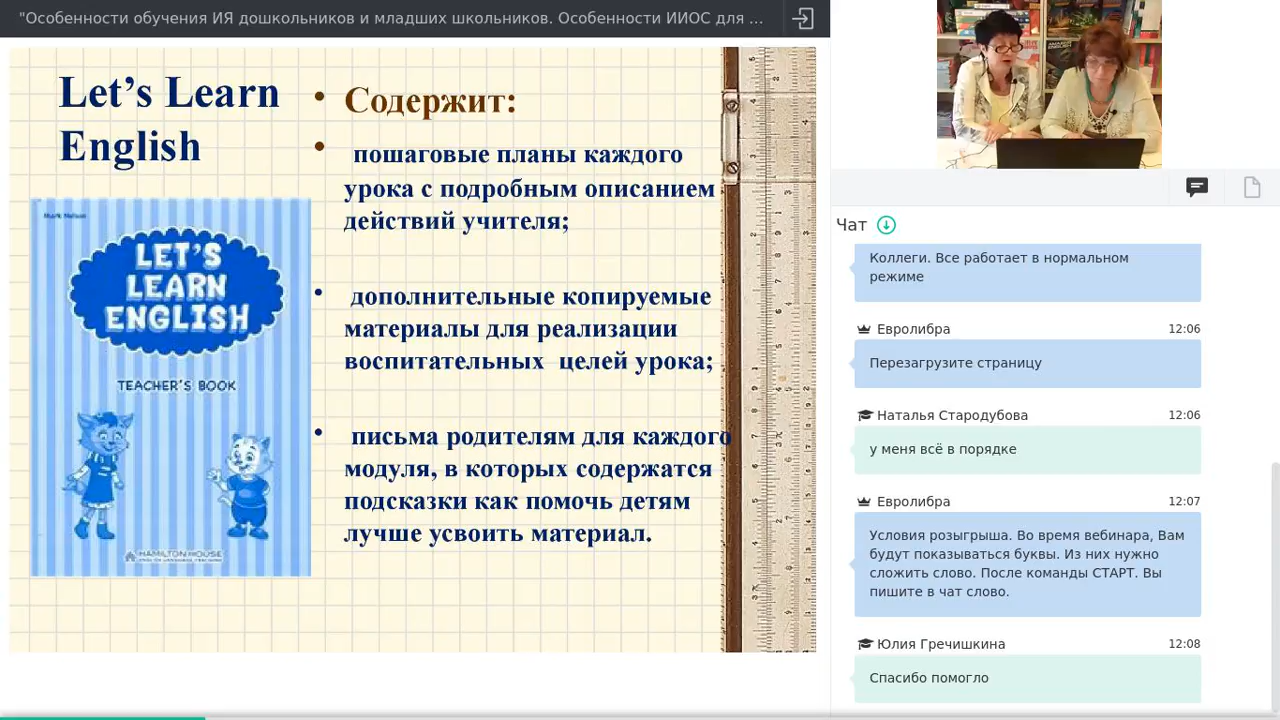 "Особенности обучения ИЯ дошкольников и младших школьников. Особенности ИИОС для ...
Let's Learn
English
Mark Nelson
LET'S
LEARN
ENGLISH
TEACHER'S BOOK
1
HAMILTON HOUSE
• Содержит:
• пошаговые планы каждого
урока с подробным описанием
действий учителя;
• дополнительные копируемые
материалы для реализации
воспитательных целей урока;
• письма родителям для каждого
модуля, в которых содержатся
подсказки как помочь детям
лучше усвоить материал.
Чат
Коллеги. Все работает в нормальном
режиме
Евролибра 12:06
Перезагрузите страницу
Наталья Стародубова 12:06
у меня всё в порядке
Евролибра 12:07
Условия розыгрыша. Во время вебинара, Вам
будут показываться буквы. Из них нужно
сложить слово. После команды СТАРТ. Вы
пишите в чат слово.
Юлия Гречишкина 12:08
Спасибо помогло